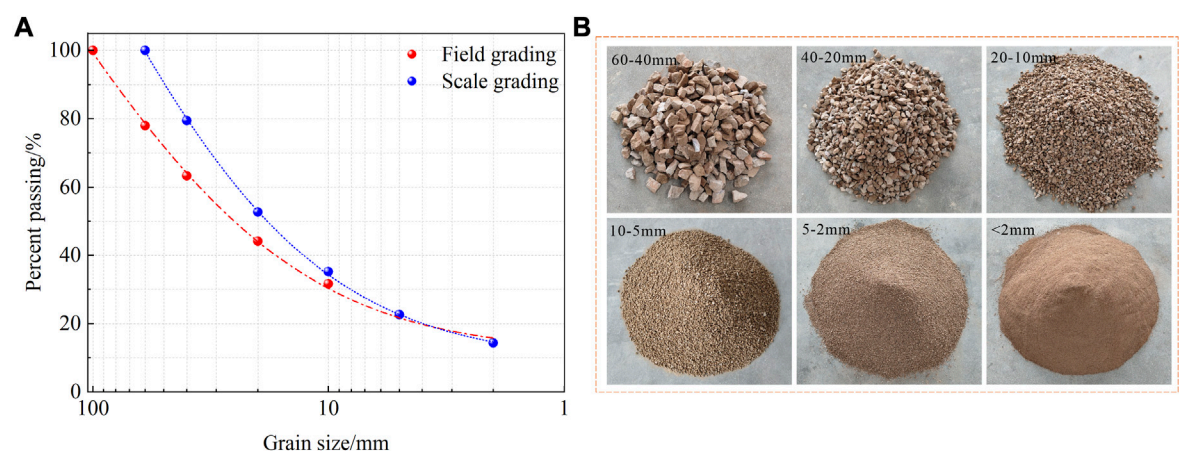 A
Percent passing/%
100
80
60
40
20
0
Field grading
Scale grading
100
10
1
Grain size/mm
B
60-40mm
40-20mm
20-10mm
10-5mm
5-2mm
<2mm